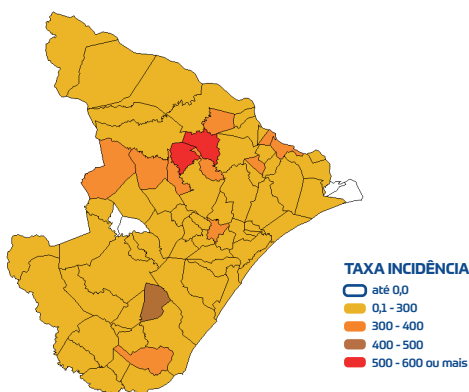 TAXA INCIDÊNCIA
até 0,0
0,1 - 300
300 - 400
400 - 500
500 - 600 ou mais